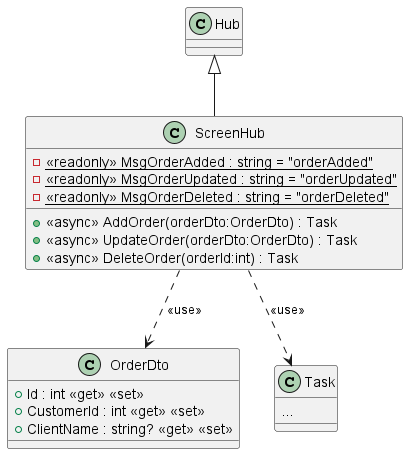 C Hub
C ScreenHub
«readonly» MsgOrderAdded : string = "orderAdded"
«readonly» MsgOrderUpdated : string = "orderUpdated"
«readonly» MsgOrderDeleted : string = "orderDeleted"
«async» AddOrder(orderDto:OrderDto) : Task
«async» UpdateOrder(orderDto:OrderDto) : Task
«async» DeleteOrder(orderId:int) : Task
«use»
«use»
C OrderDto
Id : int «get» «set»
CustomerId : int «get» «set»
ClientName : string? «get» «set»
C Task
...